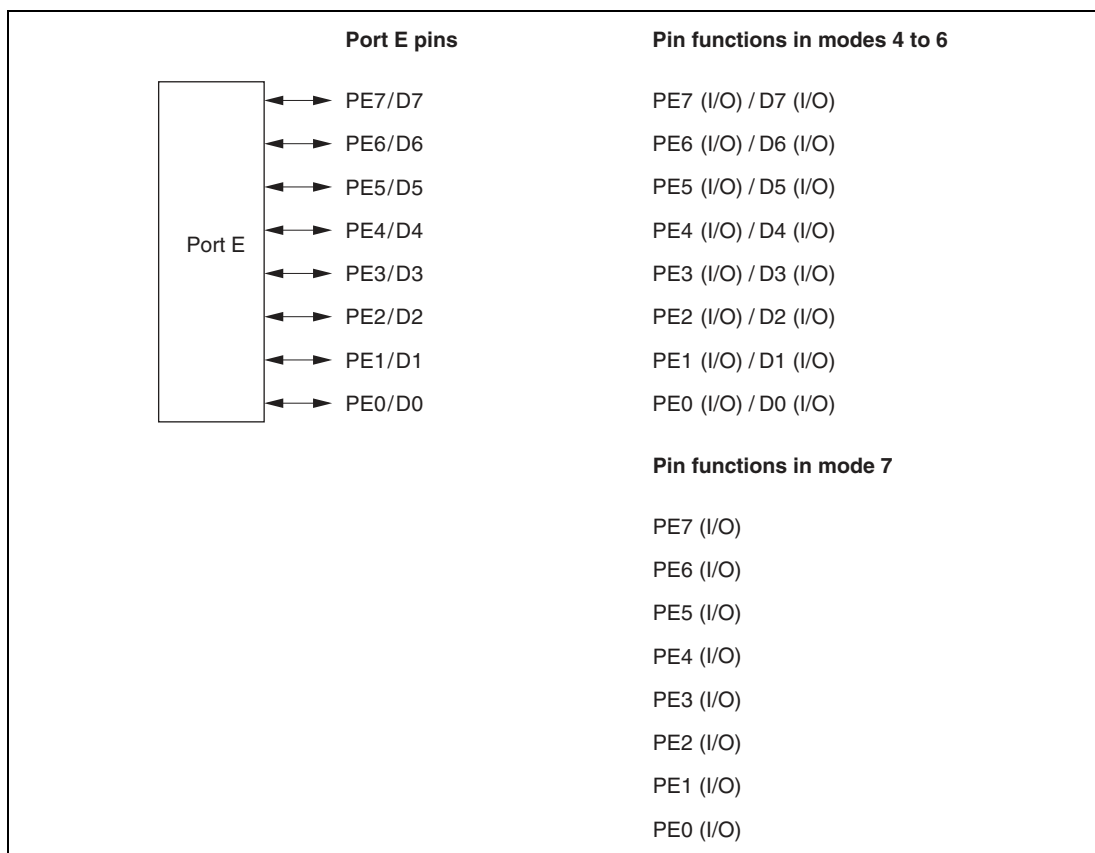 Port E pins Pin functions in modes 4 to 6
PE7/D7 PE7 (I/O) / D7 (I/O)
PE6/D6 PE6 (I/O) / D6 (I/O)
PE5/D5 PE5 (I/O) / D5 (I/O)
PE4/D4 PE4 (I/O) / D4 (I/O)
Port E
PE3/D3 PE3 (I/O) / D3 (I/O)
PE2/D2 PE2 (I/O) / D2 (I/O)
PE1/D1 PE1 (I/O) / D1 (I/O)
PE0/D0 PE0 (I/O) / D0 (I/O)
Pin functions in mode 7
PE7 (I/O)
PE6 (I/O)
PE5 (I/O)
PE4 (I/O)
PE3 (I/O)
PE2 (I/O)
PE1 (I/O)
PE0 (I/O)